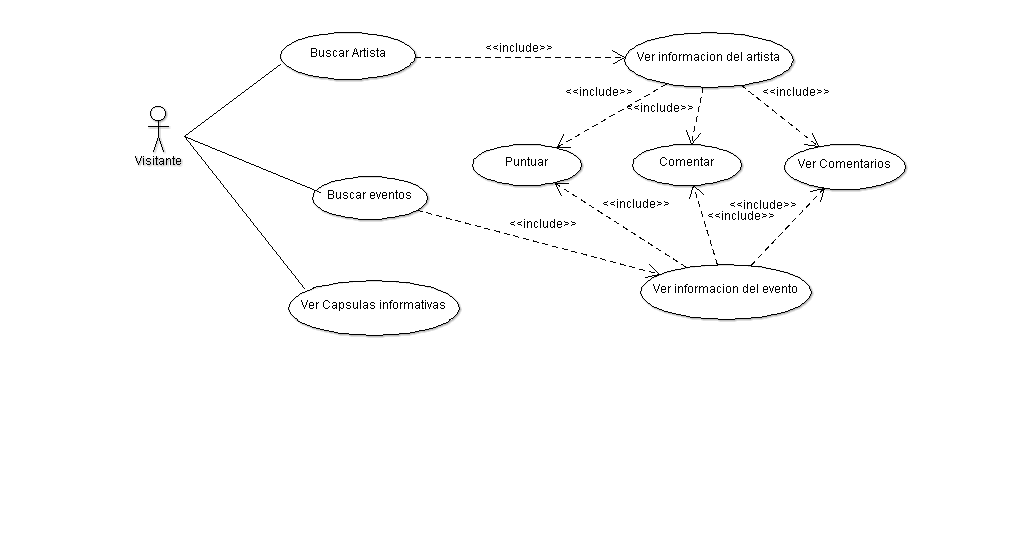 Buscar Artista
<<include>>
Ver informacion del artista
<<include>>
<<include>>
<<include>>
Visitante
Puntuar
Comentar
Ver Comentarios
Buscar eventos
<<include>>
<<include>>
<<include>>
<<include>>
Ver informacion del evento
Ver Capsulas informativas